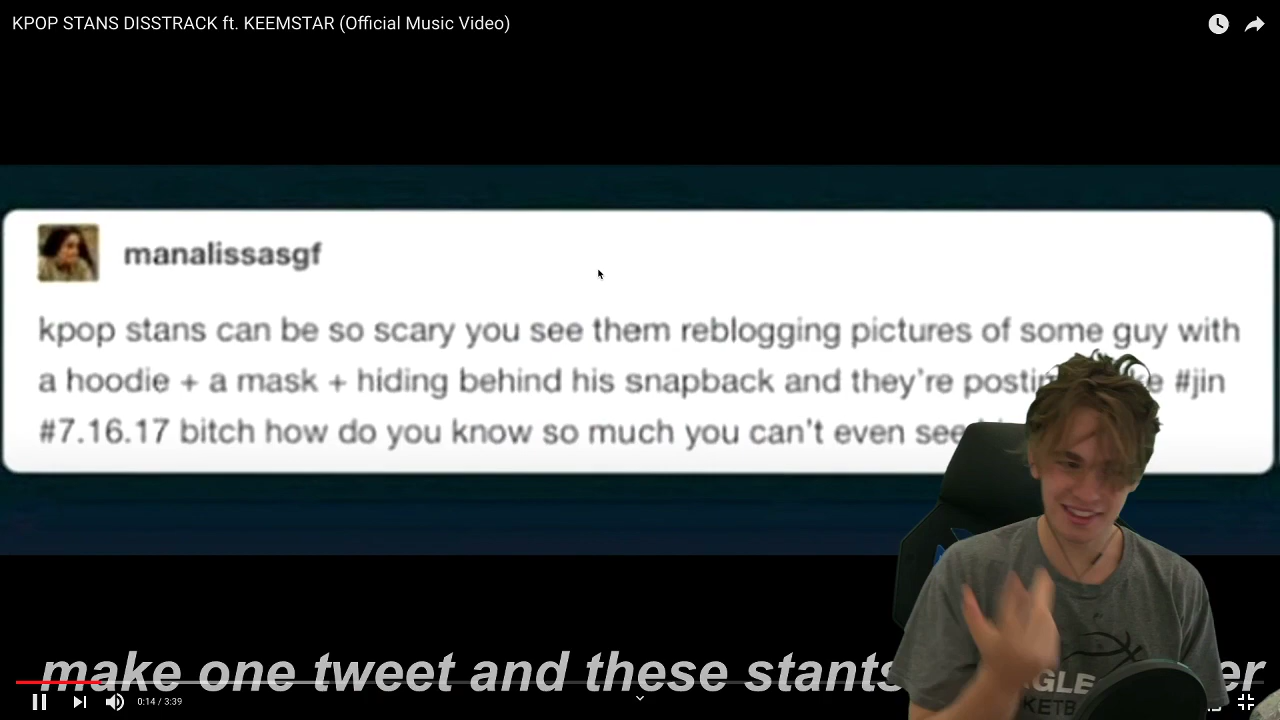 KPOP STANS DISSTRACK ft. KEEMSTAR (Official Music Video)
manalissasgf
kpop stans can be so scary you see them reblogging pictures of some guy with
a hoodie + a mask + hiding behind his snapback and they're #jin
#7.16.17 bitch how do you know so much you can't even see
make one tweet and these stants
0:14 / 3:39